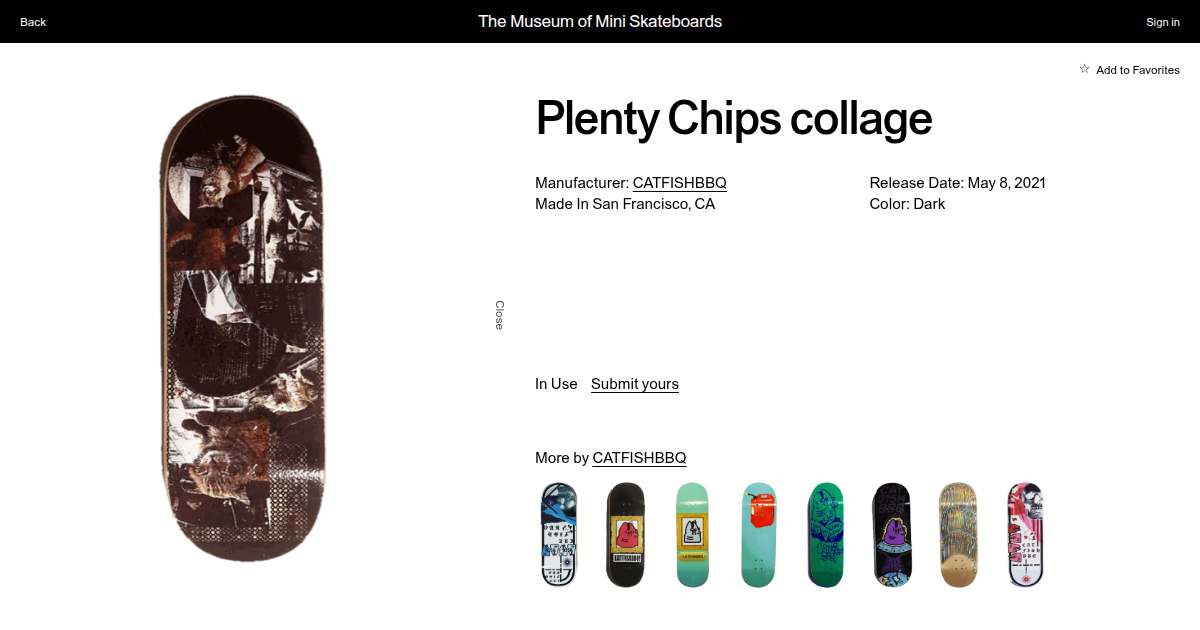 Back
The Museum of Mini Skateboards
Sign in
☆ Add to Favorites
Plenty Chips collage
Manufacturer: CATFISHBBQ
Release Date: May 8, 2021
Made In San Francisco, CA
Color: Dark
Close
In Use Submit yours
More by CATFISHBBQ